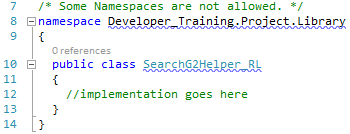 7 /* Some Namespaces are not allowed. */
8 namespace Developer_Training.Project.Library
9 {
0 references
10 public class SearchG2Helper_RL
11 {
12 //implementation goes here
13 }
14 }